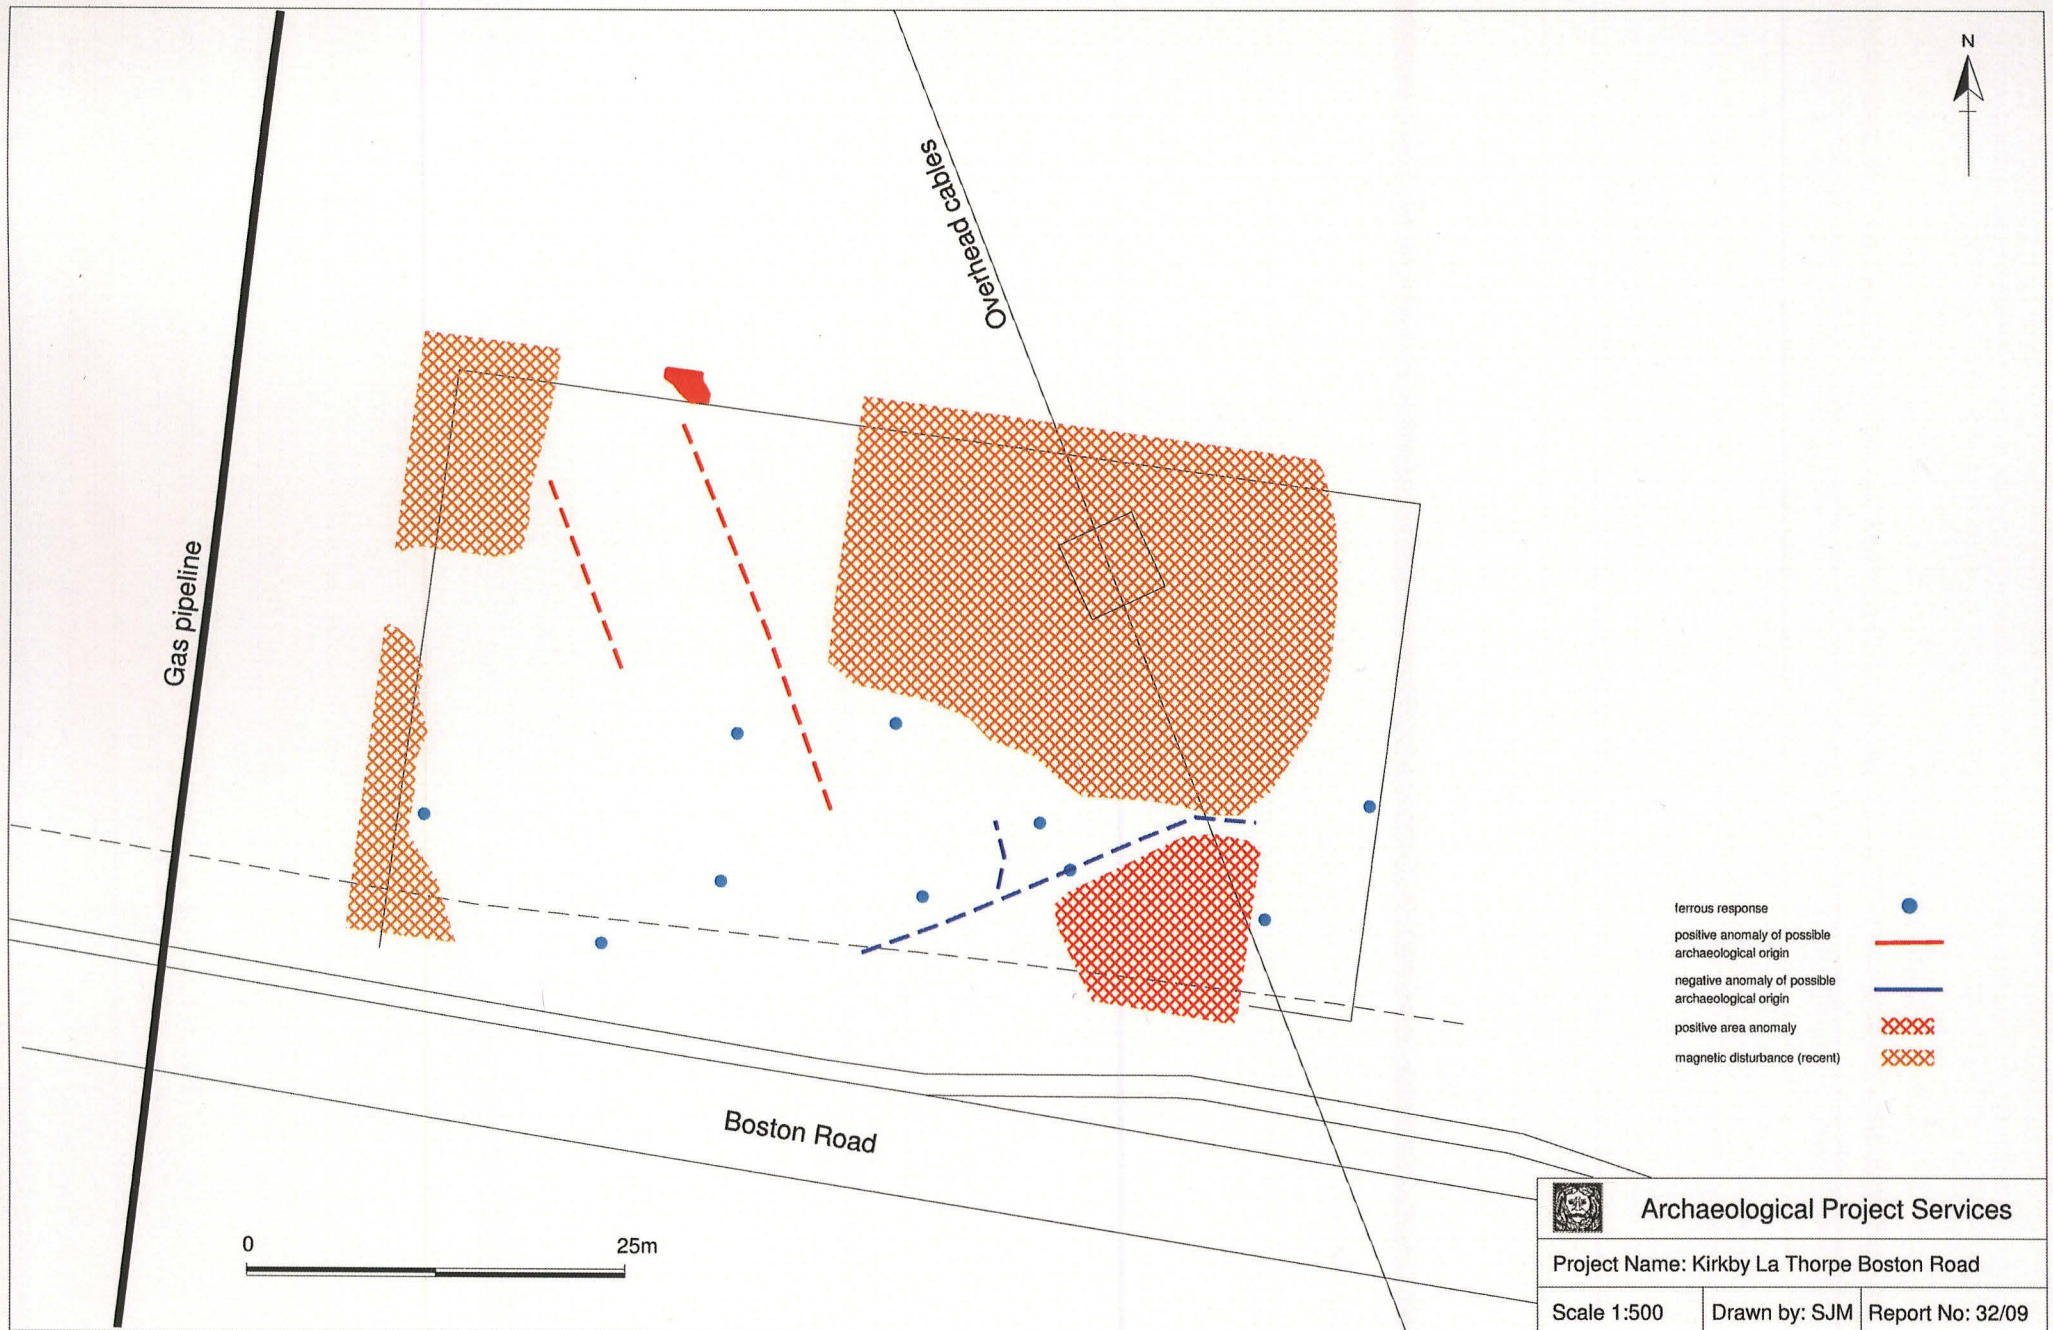 N
Overhead cables
Gas pipeline
ferrous response
positive anomaly of possible
archaeological origin
negative anomaly of possible
archaeological origin
positive area anomaly
magnetic disturbance (recent)
Boston Road
0 25m
Archaeological Project Services
Project Name: Kirkby La Thorpe Boston Road
Scale 1:500 Drawn by: SJM Report No: 32/09